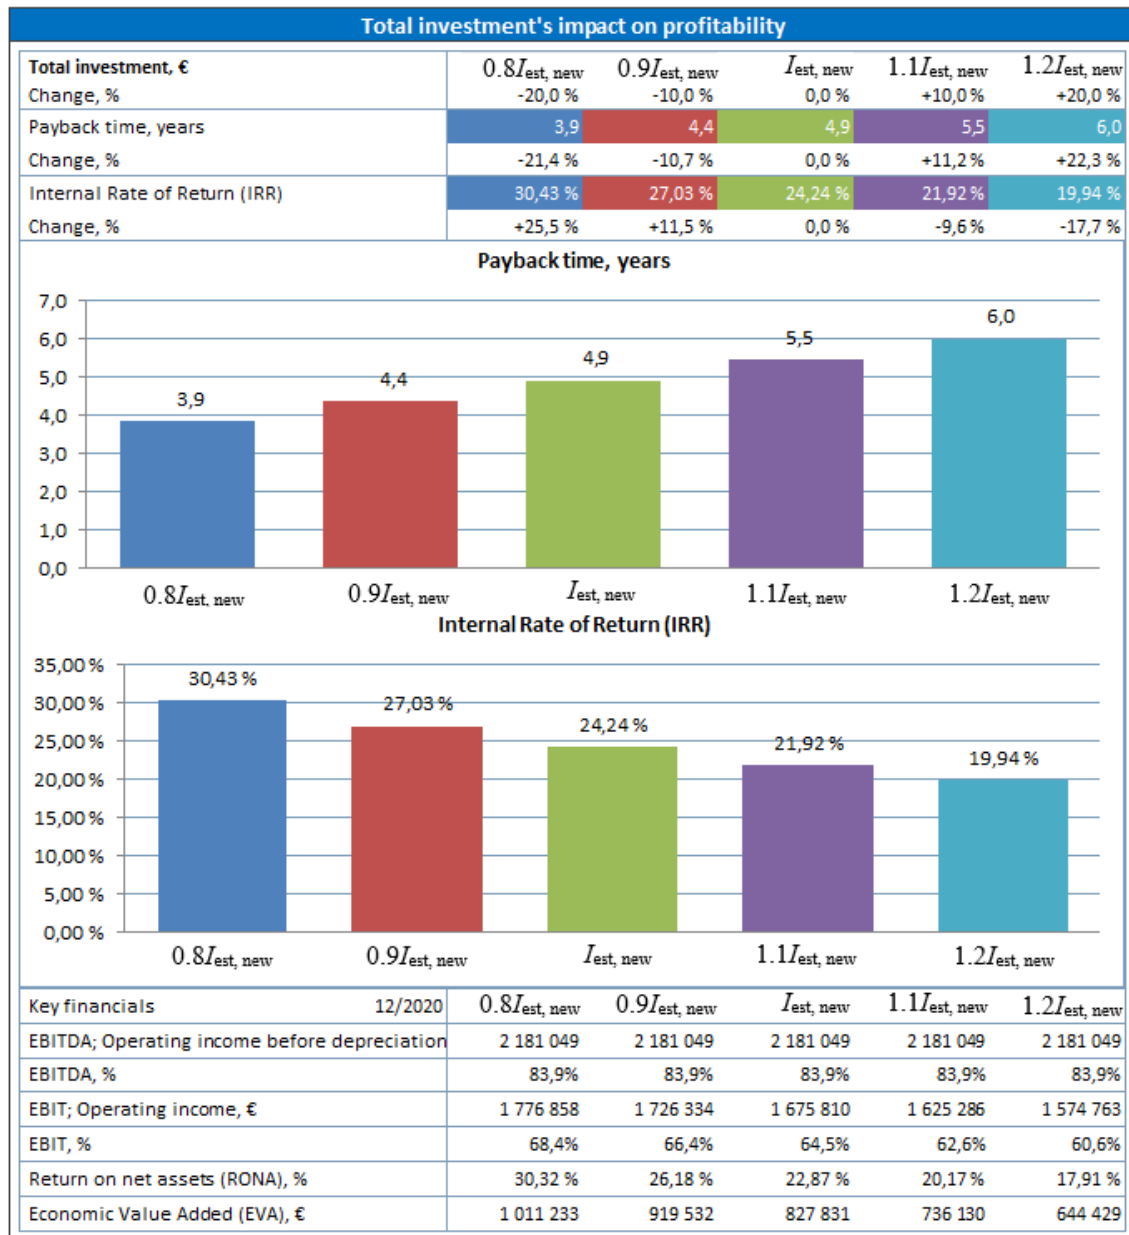 Total investment's impact on profitability
Total investment, € 0.8Iest, new 0.9Iest, new Iest, new 1.1Iest, new 1.2Iest, new
Change, % -20,0 % -10,0 % 0,0 % +10,0 % +20,0 %
Payback time, years 3,9 4,4 4,9 5,5 6,0
Change, % -21,4 % -10,7 % 0,0 % +11,2 % +22,3 %
Internal Rate of Return (IRR) 30,43 % 27,03 % 24,24 % 21,92 % 19,94 %
Change, % +25,5 % +11,5 % 0,0 % -9,6 % -17,7 %
Payback time, years
7,0
6,0
5,0
4,0
3,0
2,0
1,0
0,0
3,9
4,4
4,9
5,5
6,0
0.8Iest, new 0.9Iest, new Iest, new 1.1Iest, new 1.2Iest, new
Internal Rate of Return (IRR)
35,00 %
30,00 %
25,00 %
20,00 %
15,00 %
10,00 %
5,00 %
0,00 %
30,43 %
27,03 %
24,24 %
21,92 %
19,94 %
0.8Iest, new 0.9Iest, new Iest, new 1.1Iest, new 1.2Iest, new
Key financials 12/2020 0.8Iest, new 0.9Iest, new Iest, new 1.1Iest, new 1.2Iest, new
EBITDA; Operating income before depreciation 2 181 049 2 181 049 2 181 049 2 181 049 2 181 049
EBITDA, % 83,9% 83,9% 83,9% 83,9% 83,9%
EBIT; Operating income, € 1 776 858 1 726 334 1 675 810 1 625 286 1 574 763
EBIT, % 68,4% 66,4% 64,5% 62,6% 60,6%
Return on net assets (RONA), % 30,32 % 26,18 % 22,87 % 20,17 % 17,91 %
Economic Value Added (EVA), € 1 011 233 919 532 827 831 736 130 644 429